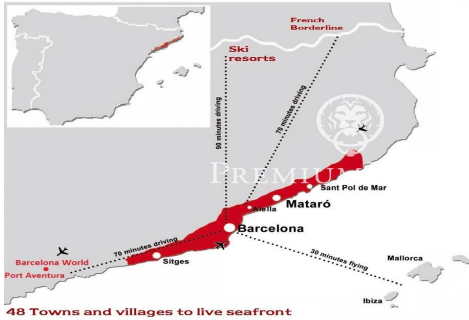 French
Borderline
Ski
resorts
90 minutes driving
70 minutes driving
PREMIUM
Sant Pol de Mar
Alella
Mataró
Barcelona
70 minutes driving
30 minutes flying
Barcelona World
Port Aventura
Sitges
Mallorca
Ibiza
48 Towns and villages to live seafront